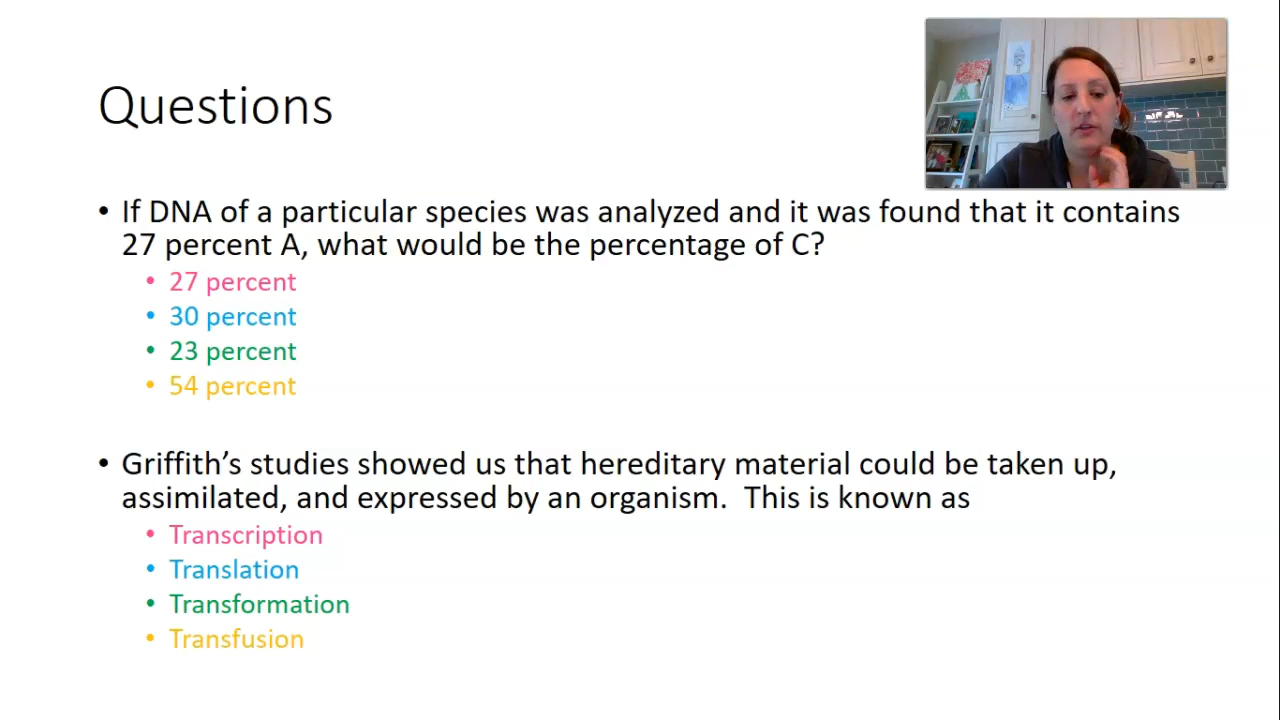 Questions
• If DNA of a particular species was analyzed and it was found that it contains
27 percent A, what would be the percentage of C?
• 27 percent
• 30 percent
• 23 percent
• 54 percent
• Griffith’s studies showed us that hereditary material could be taken up,
assimilated, and expressed by an organism.  This is known as
• Transcription
• Translation
• Transformation
• Transfusion